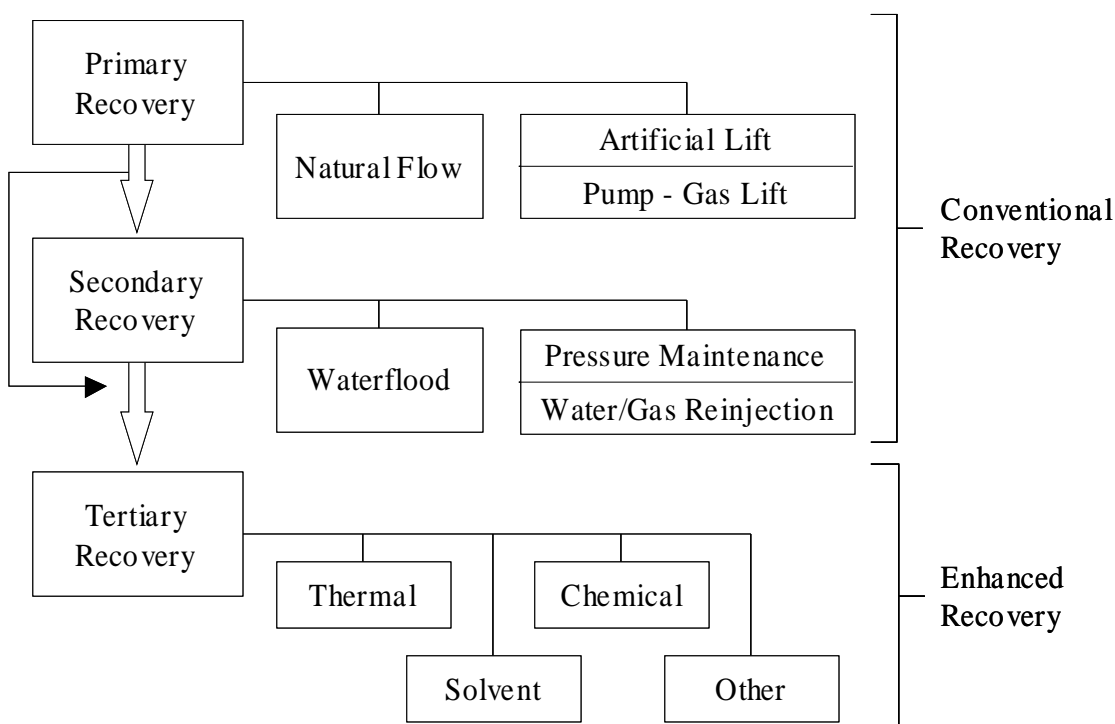 Primary
Recovery
Natural Flow
Artificial Lift
Pump - Gas Lift
Conventional
Recovery
Secondary
Recovery
Waterflood
Pressure Maintenance
Water/Gas Reinjection
Tertiary
Recovery
Thermal
Chemical
Solvent
Other
Enhanced
Recovery